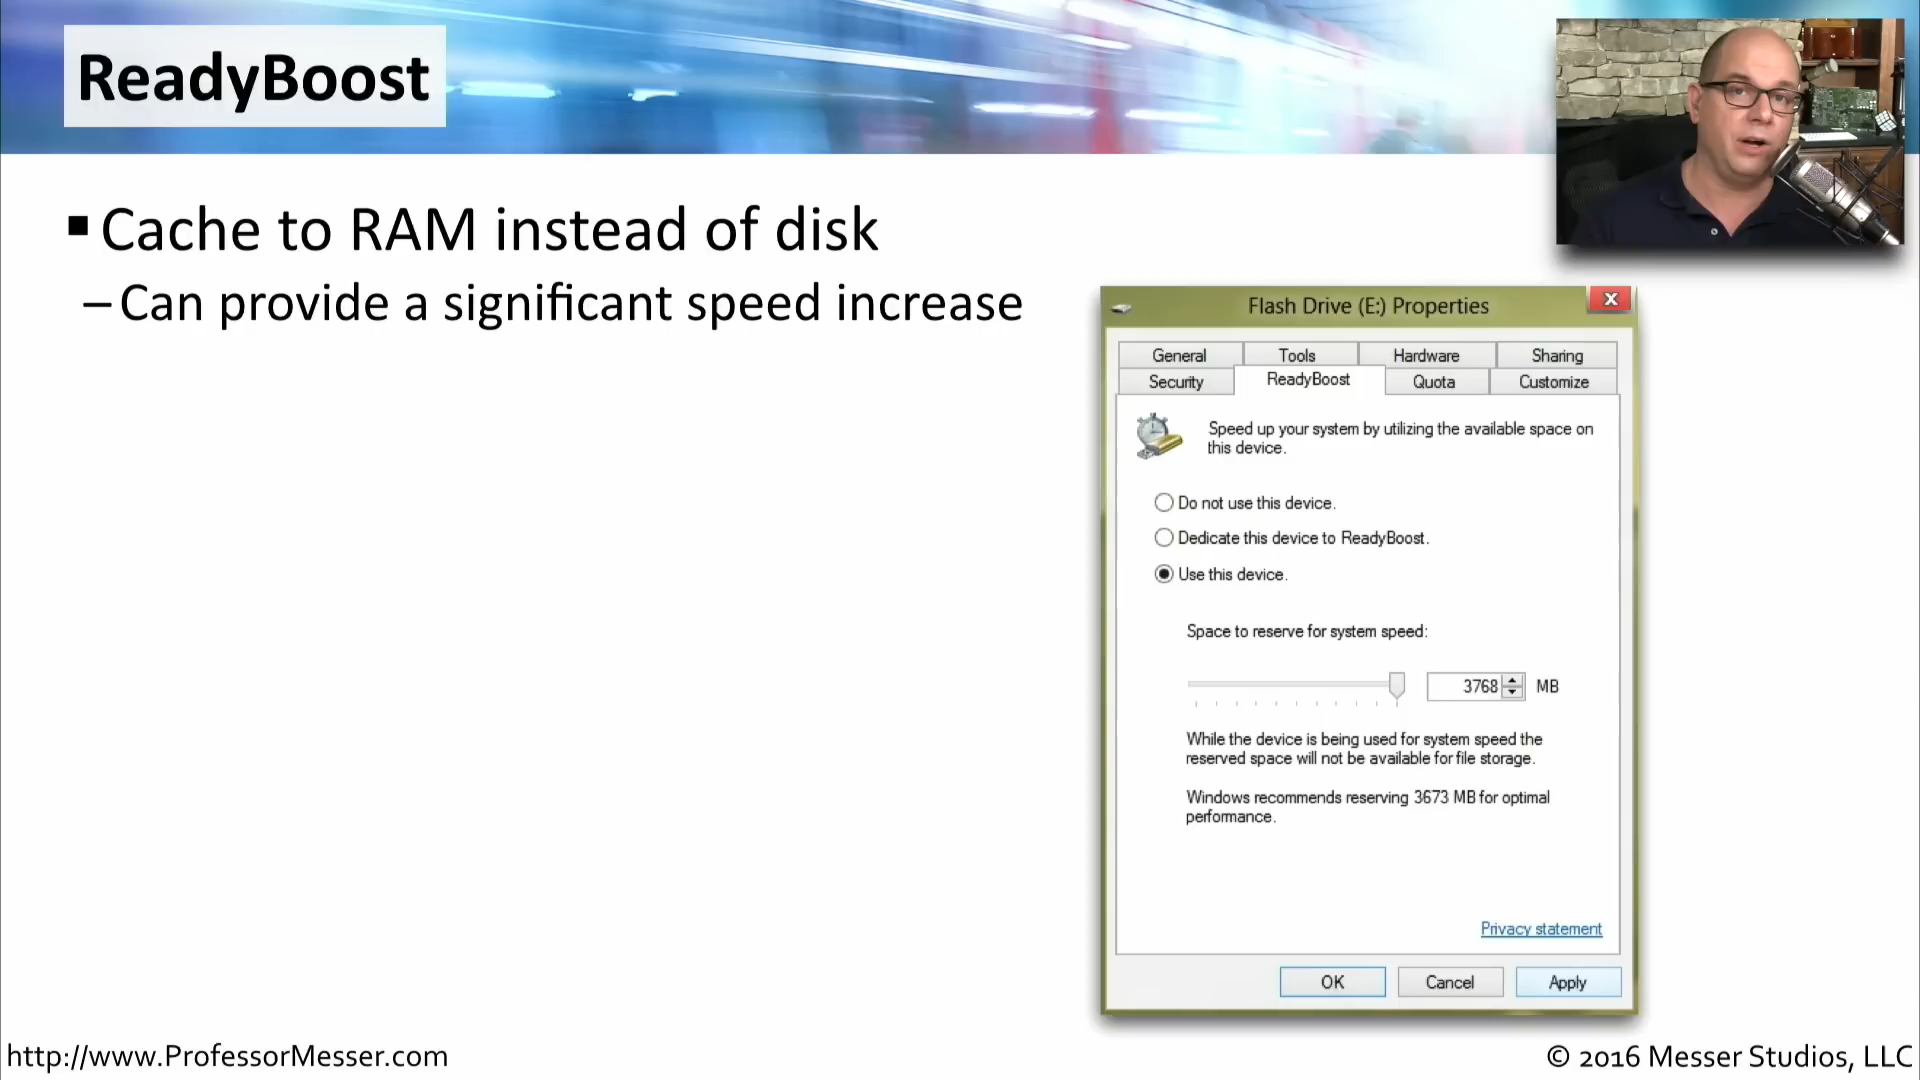 ReadyBoost
▪ Cache to RAM instead of disk
– Can provide a significant speed increase
Flash Drive (E:) Properties
x
General Tools Hardware Sharing
Security ReadyBoost Quota Customize
Speed up your system by utilizing the available space on
this device.
Do not use this device.
Dedicate this device to ReadyBoost.
Use this device.
Space to reserve for system speed:
3768 MB
While the device is being used for system speed the
reserved space will not be available for file storage.
Windows recommends reserving 3673 MB for optimal
performance.
Privacy statement
OK Cancel Apply
http://www.ProfessorMesser.com
© 2016 Messer Studios, LLC